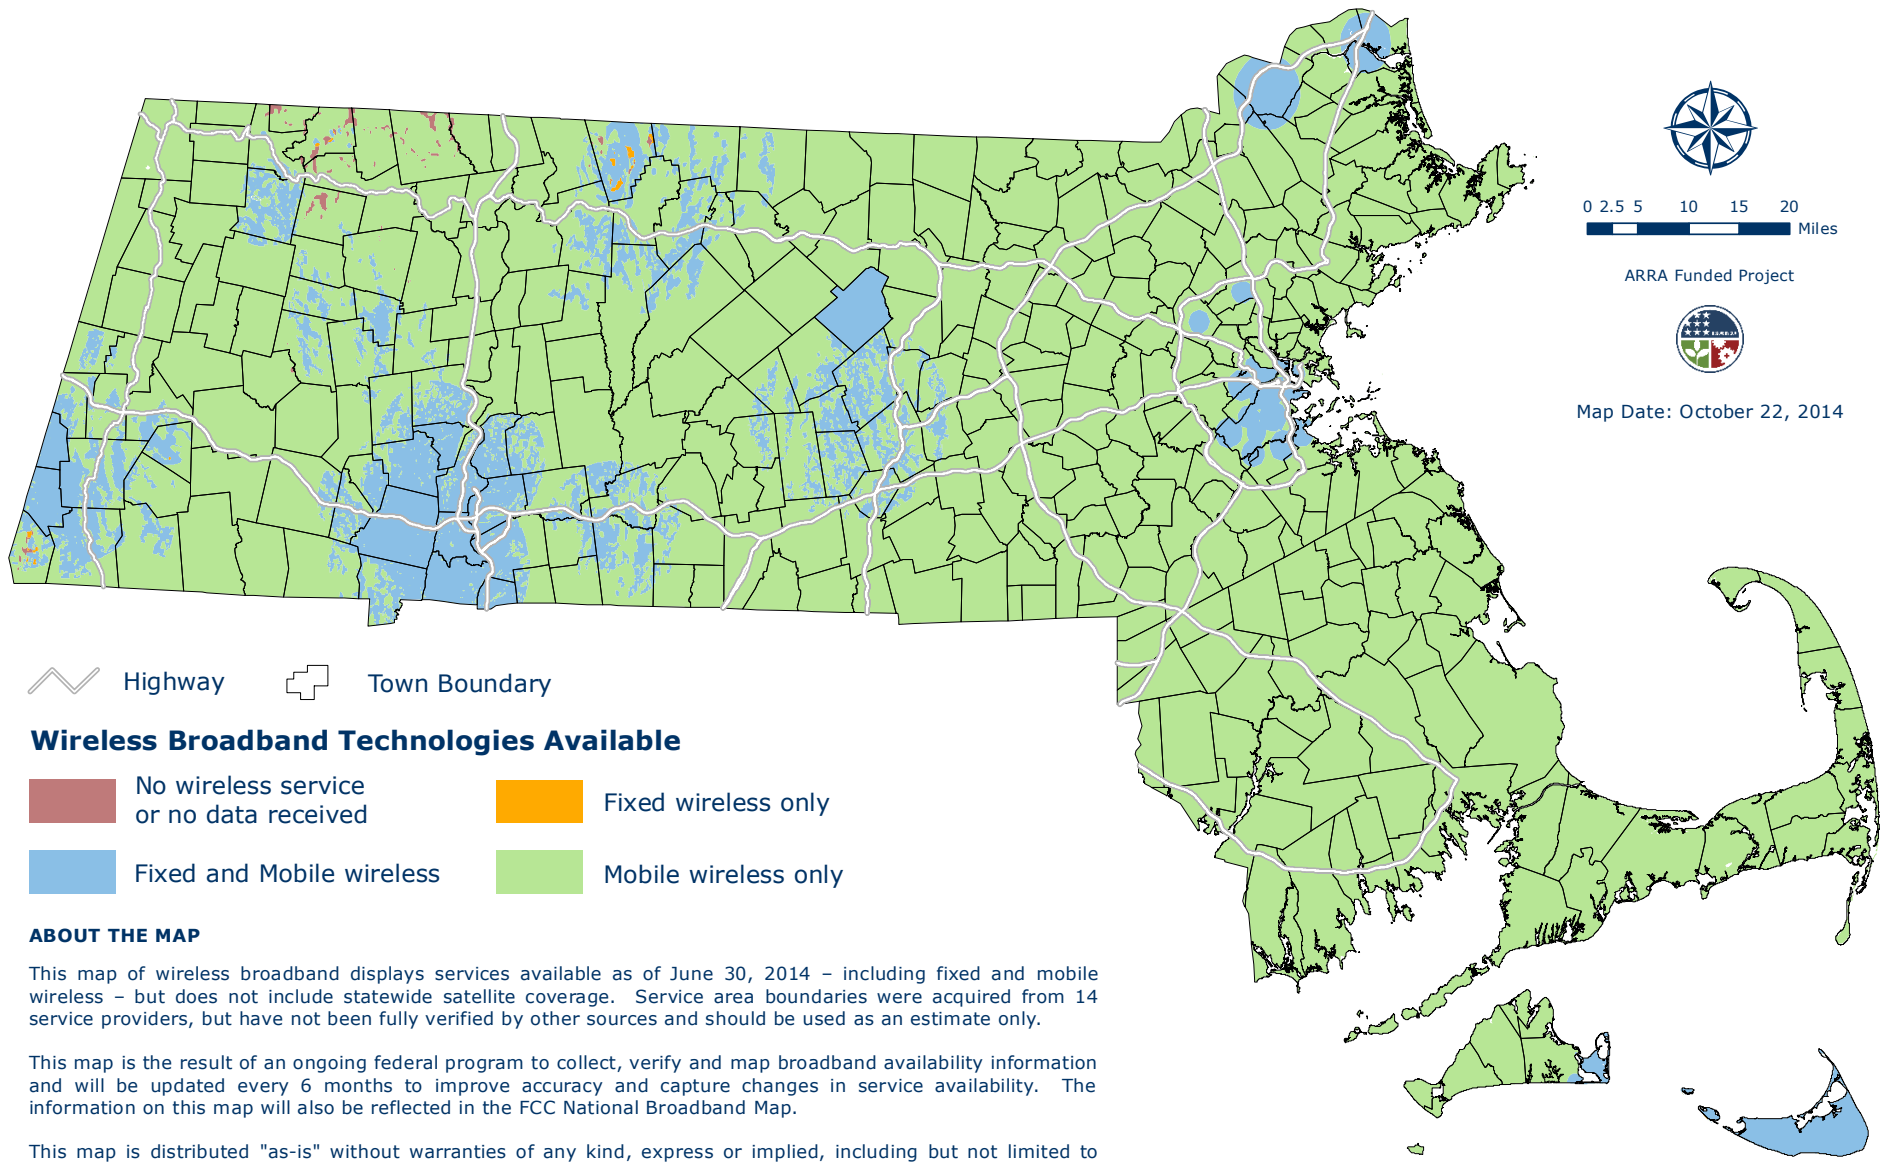 0 2.5 5 10 15 20
Miles
ARRA Funded Project
Map Date: October 22, 2014
Highway
Town Boundary
Wireless Broadband Technologies Available
No wireless service
or no data received
Fixed wireless only
Fixed and Mobile wireless
Mobile wireless only
ABOUT THE MAP
This map of wireless broadband displays services available as of June 30, 2014 – including fixed and mobile
wireless – but does not include statewide satellite coverage. Service area boundaries were acquired from 14
service providers, but have not been fully verified by other sources and should be used as an estimate only.
This map is the result of an ongoing federal program to collect, verify and map broadband availability information
and will be updated every 6 months to improve accuracy and capture changes in service availability. The
information on this map will also be reflected in the FCC National Broadband Map.
This map is distributed "as-is" without warranties of any kind, express or implied, including but not limited to